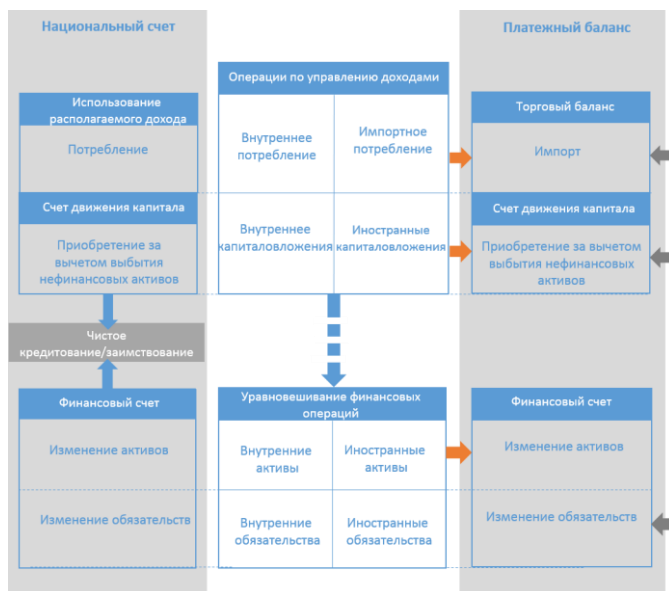 Национальный счет
Платежный баланс
Операции по управлению доходами
Использование
располагаемого дохода
Торговый баланс
Потребление
Внутреннее
потребление
Импортное
потребление
Импорт
Счет движения капитала
Счет движения капитала
Приобретение за
вычетом выбытия
нефинансовых активов
Внутренние
капиталовложения
Иностранные
капиталовложения
Приобретение за вычетом
выбытия нефинансовых
активов
Чистое
кредитование/заимствование
Финансовый счет
Уравновешивание финансовых
операций
Финансовый счет
Изменение активов
Внутренние
активы
Иностранные
активы
Изменение активов
Изменение обязательств
Внутренние
обязательства
Иностранные
обязательства
Изменение обязательств